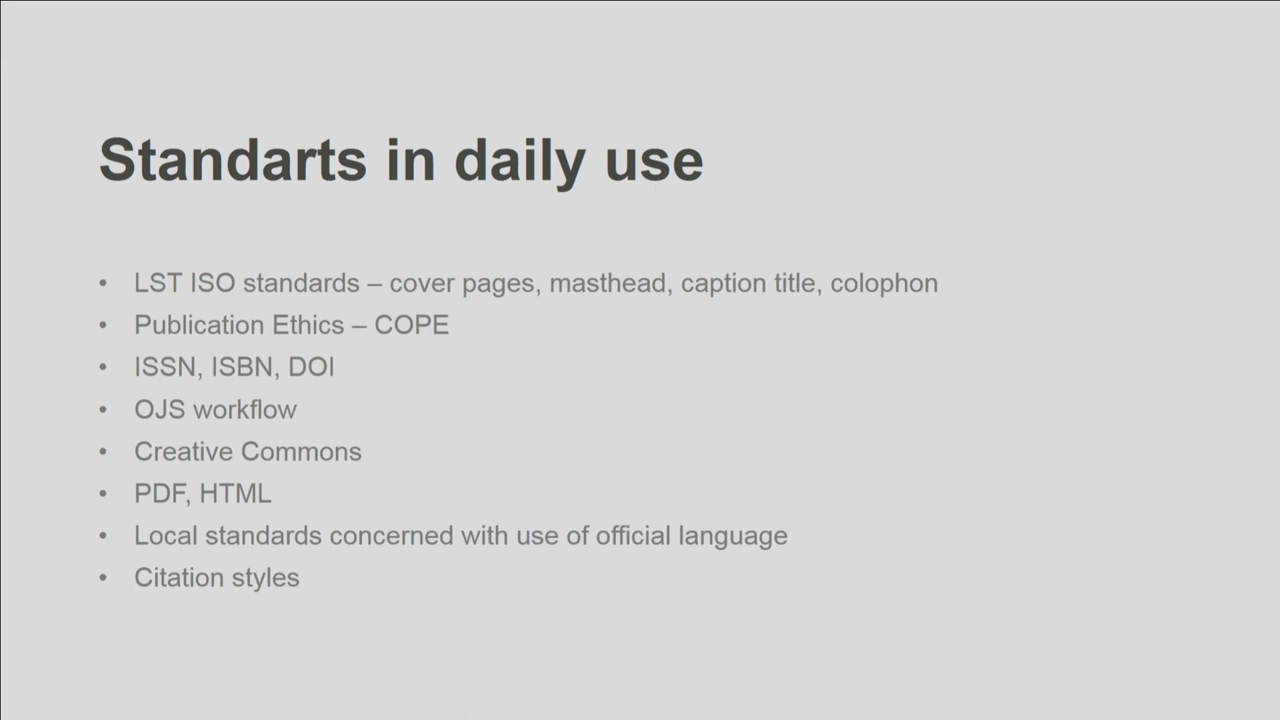 Standarts in daily use
• LST ISO standards – cover pages, masthead, caption title, colophon
• Publication Ethics – COPE
• ISSN, ISBN, DOI
• OJS workflow
• Creative Commons
• PDF, HTML
• Local standards concerned with use of official language
• Citation styles